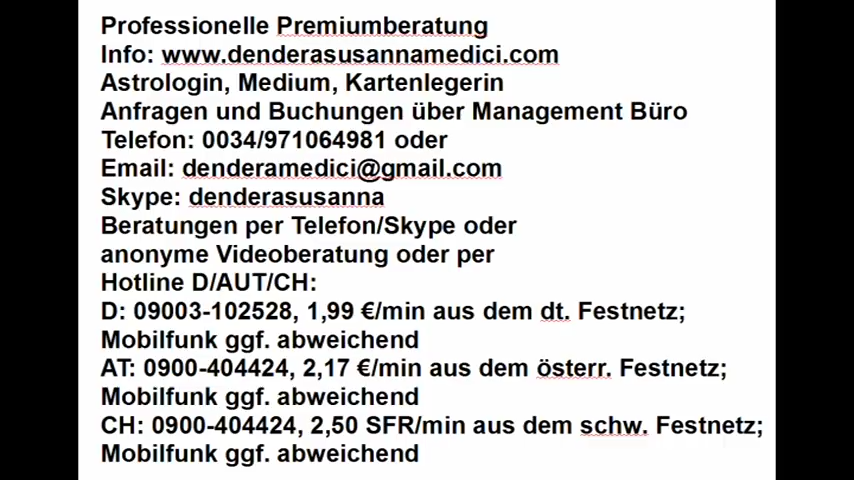 Professionelle Premiumberatung
Info: www.denderasusannamedici.com
Astrologin, Medium, Kartenlegerin
Anfragen und Buchungen über Management Büro
Telefon: 0034/971064981 oder
Email: denderamedici@gmail.com
Skype: denderasusanna
Beratungen per Telefon/Skype oder
anonyme Videoberatung oder per
Hotline D/AUT/CH:
D: 09003-102528, 1,99 €/min aus dem dt. Festnetz;
Mobilfunk ggf. abweichend
AT: 0900-404424, 2,17 €/min aus dem österr. Festnetz;
Mobilfunk ggf. abweichend
CH: 0900-404424, 2,50 SFR/min aus dem schw. Festnetz;
Mobilfunk ggf. abweichend